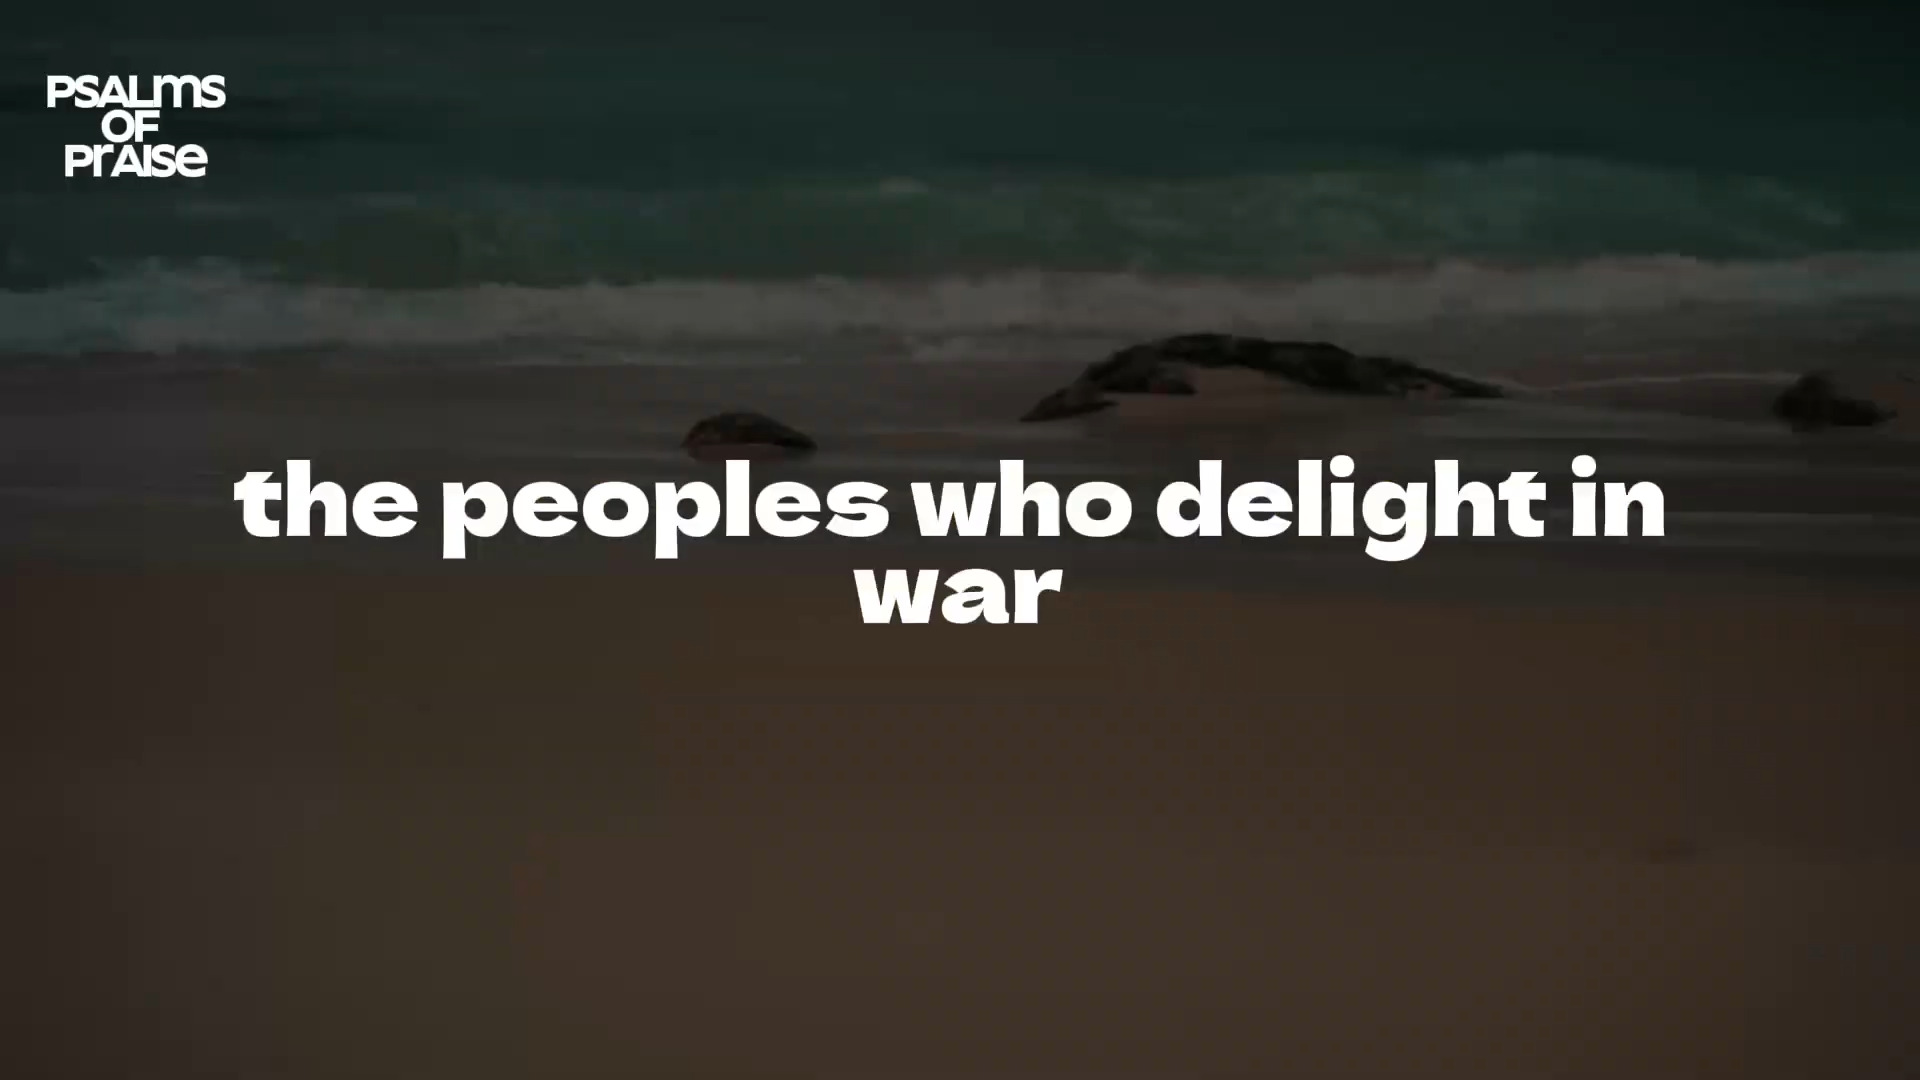 PSALMS
OF
PRAISE
the peoples who delight in
war